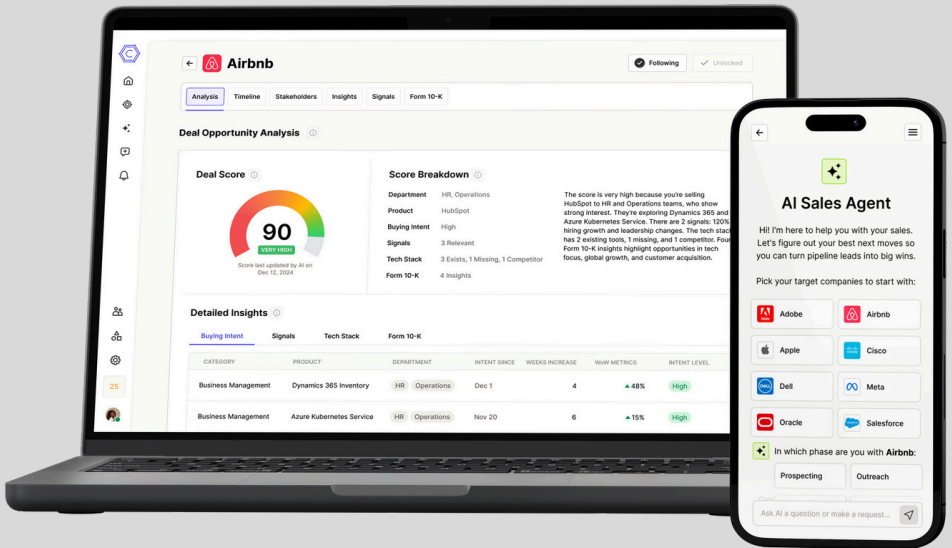 Airbnb
Following
Unlocked
Analysis
Timeline
Stakeholders
Insights
Signals
Form 10-K
Deal Opportunity Analysis
Deal Score
90
VERY HIGH
Score last updated by AI on
Dec 12, 2024
Score Breakdown
Department HR, Operations
Product HubSpot
Buying Intent High
Signals 3 Relevant
Tech Stack 3 Exists, 1 Missing, 1 Competitor
Form 10-K 4 Insights
The score is very high because you're selling
HubSpot to HR and Operations teams, who show
strong interest. They're exploring Dynamics 365 and
Azure Kubernetes Service. There are 2 signals: 120%
hiring growth and leadership changes. The tech stack
has 2 existing tools, 1 missing, and 1 competitor. Four
Form 10-K insights highlight opportunities in tech
focus, global growth, and customer acquisition.
Detailed Insights
Buying Intent Signals Tech Stack Form 10-K
CATEGORY PRODUCT DEPARTMENT INTENT SINCE WEEKS INCREASE WoW METRICS INTENT LEVEL
Business Management Dynamics 365 Inventory HR Operations Dec 1 4 ▲48% High
Business Management Azure Kubernetes Service HR Operations Nov 20 6 ▲15% High
25
AI Sales Agent
Hi! I'm here to help you with your sales.
Let's figure out your best next moves so
you can turn pipeline leads into big wins.
Pick your target companies to start with:
Adobe
Airbnb
Apple
Cisco
Dell
Meta
Oracle
Salesforce
In which phase are you with Airbnb:
Prospecting
Outreach
Ask AI a question or make a request...